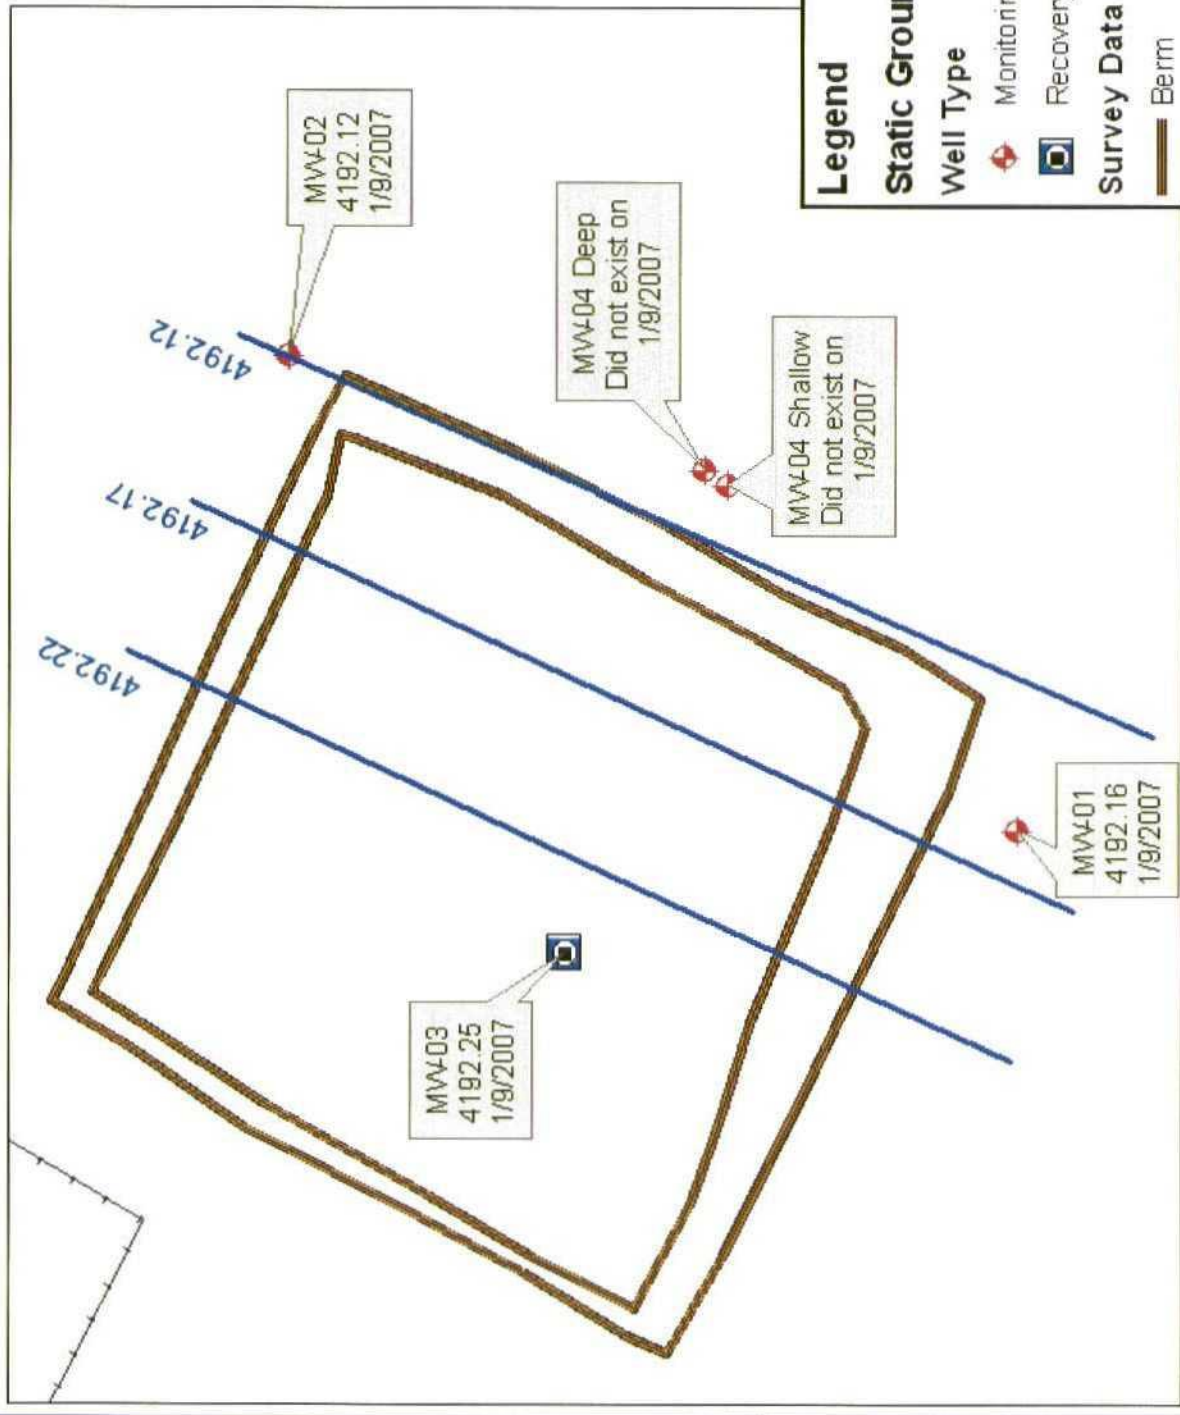 4192.12
4192.17
4192.22
MW-02
4192.12
1/9/2007
MW-04 Deep
Did not exist on
1/9/2007
MW-04 Shallow
Did not exist on
1/9/2007
MW-03
4192.25
1/9/2007
MW-01
4192.16
1/9/2007
Legend
Static Grou
Well Type
Monitorin
Recovery
Survey Data
Berm